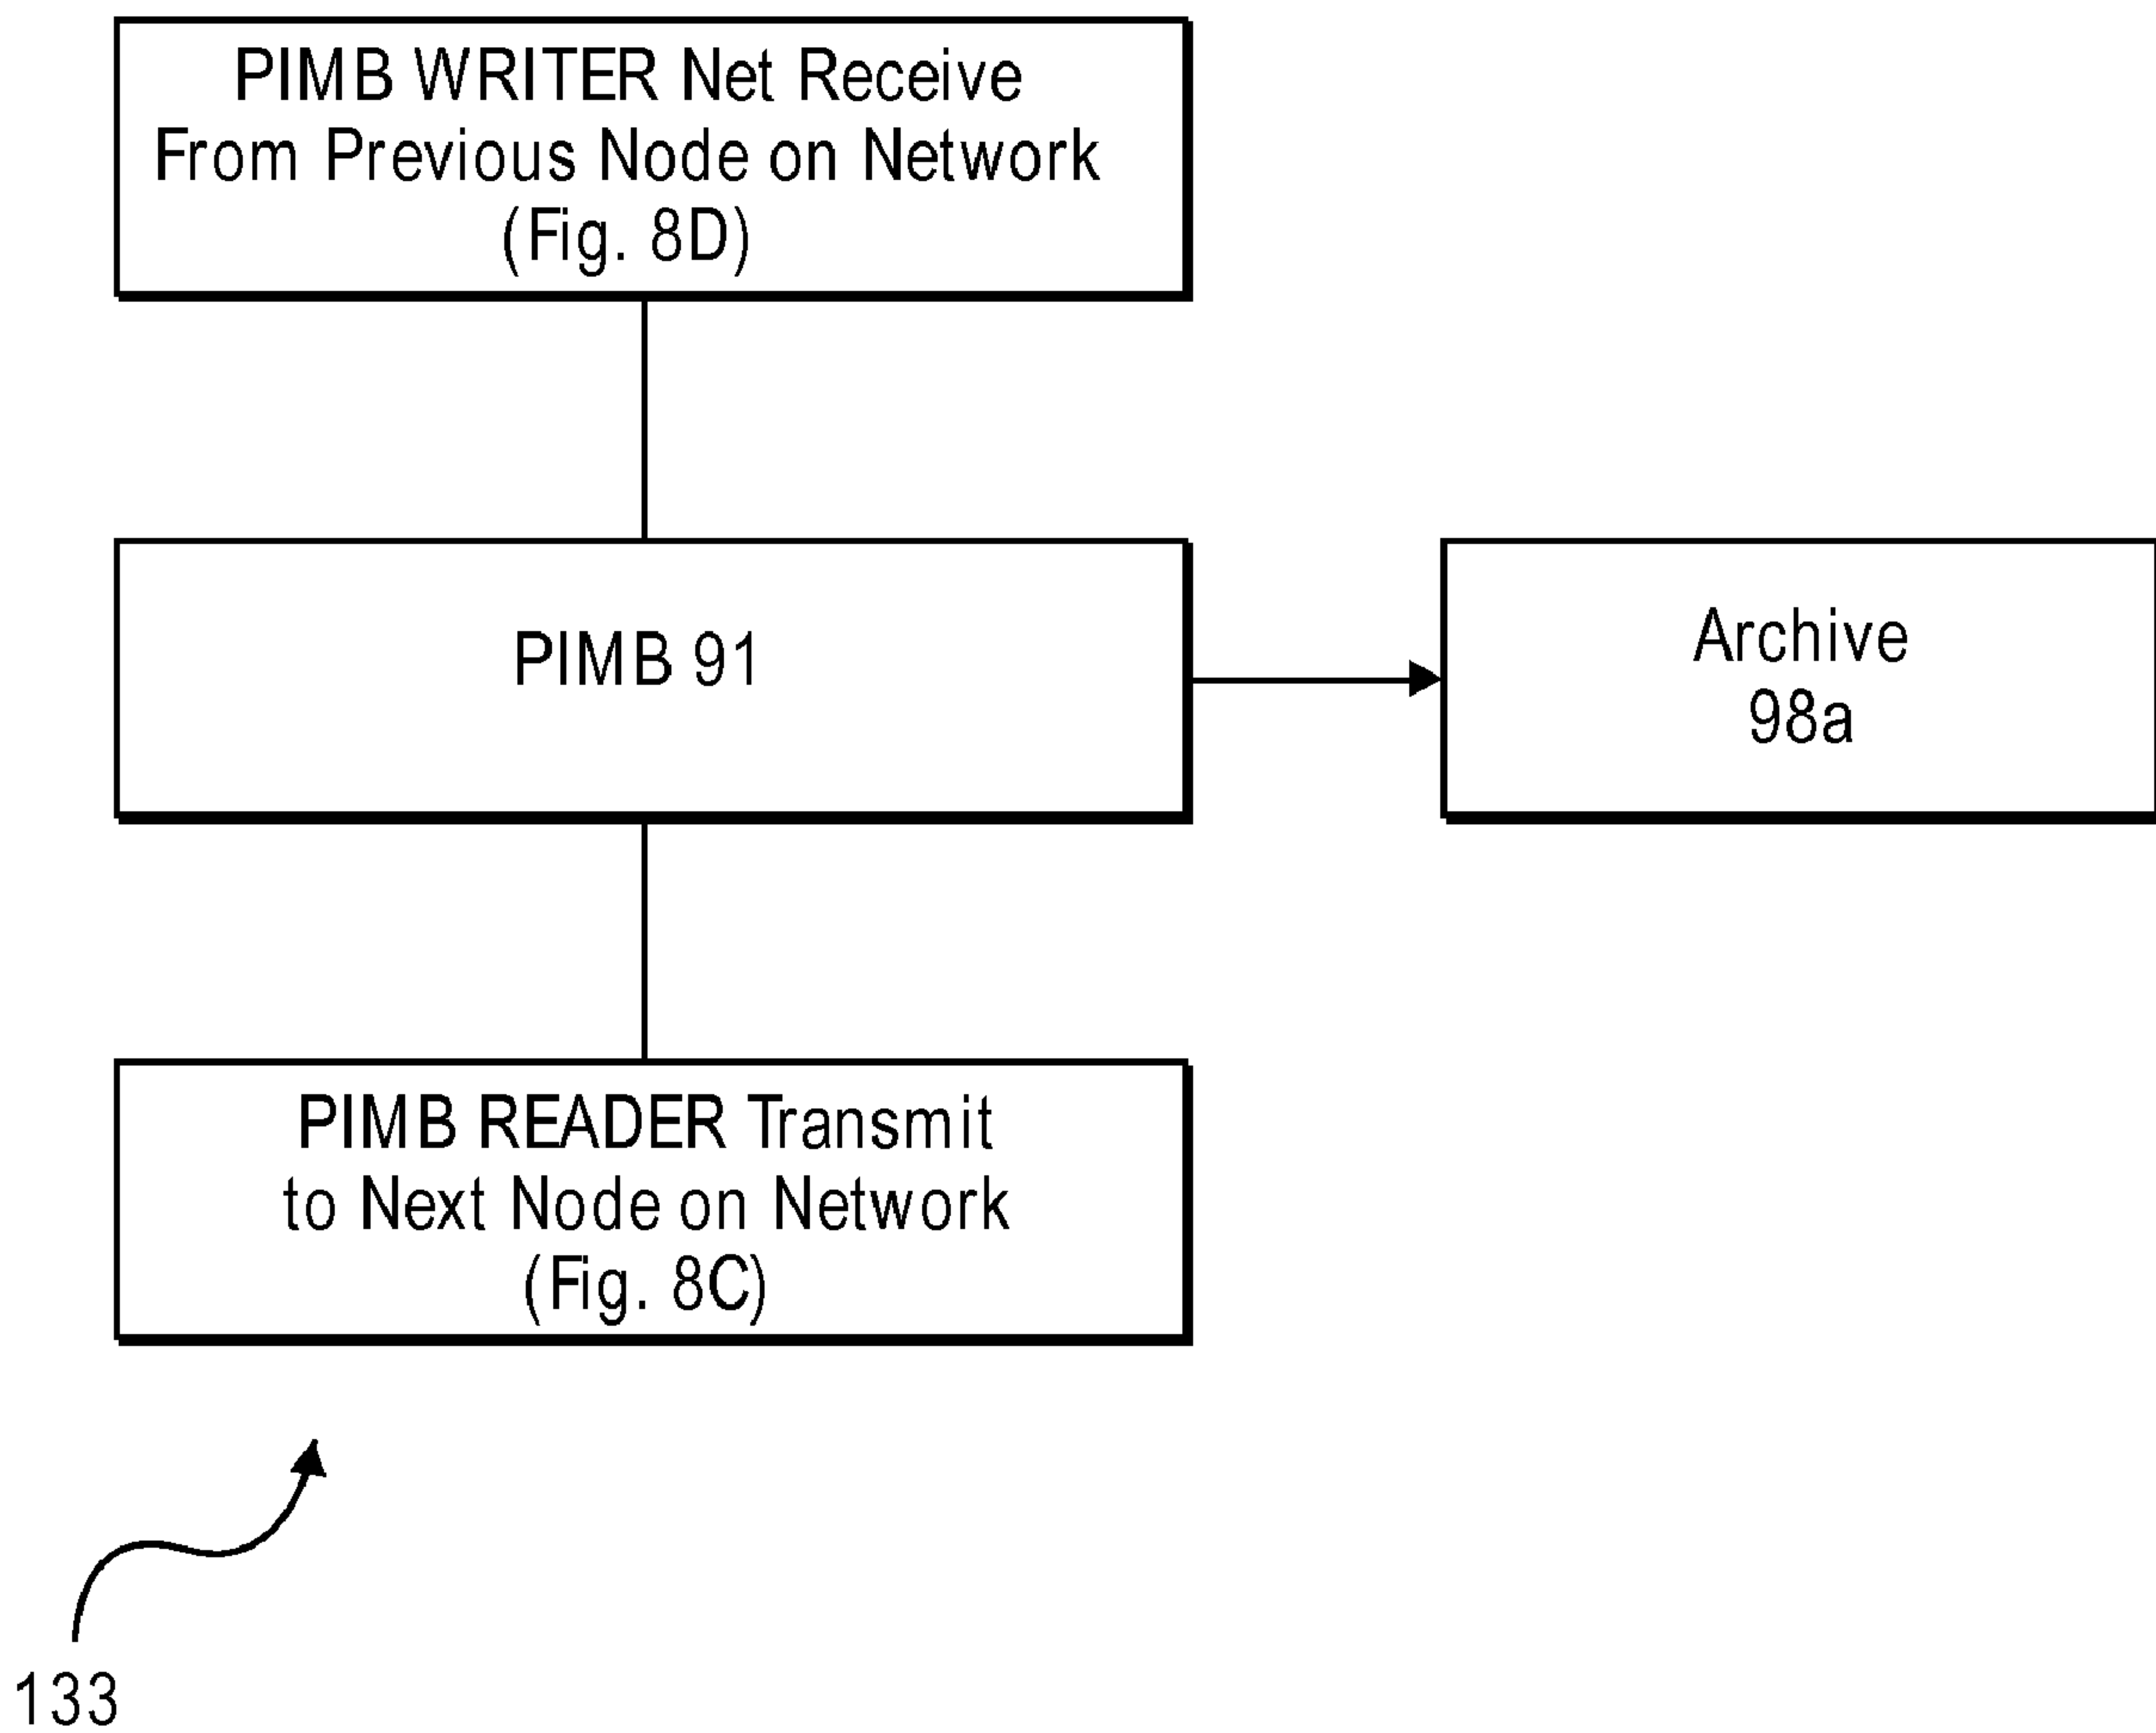 PIMB WRITER Net Receive
From Previous Node on Network
(Fig. 8D)
PIMB 91
Archive
98a
PIMB READER Transmit
to Next Node on Network
(Fig. 8C)
133